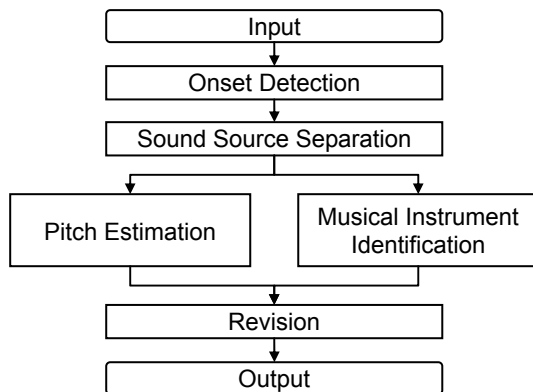 Input
Onset Detection
Sound Source Separation
Pitch Estimation
Musical Instrument
Identification
Revision
Output